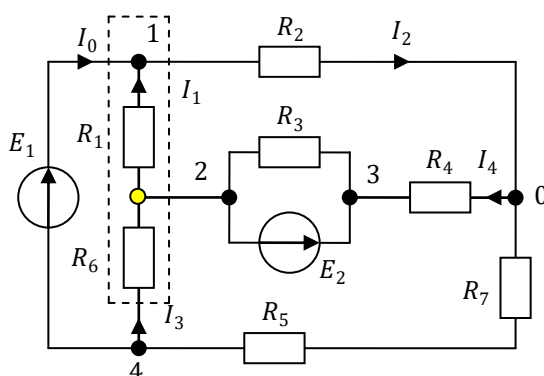 1
I₀
R₂
I₂
I₁
R₁
R₃
E₁
2
3
R₄
I₄
0
R₆
E₂
R₇
I₃
R₅
4